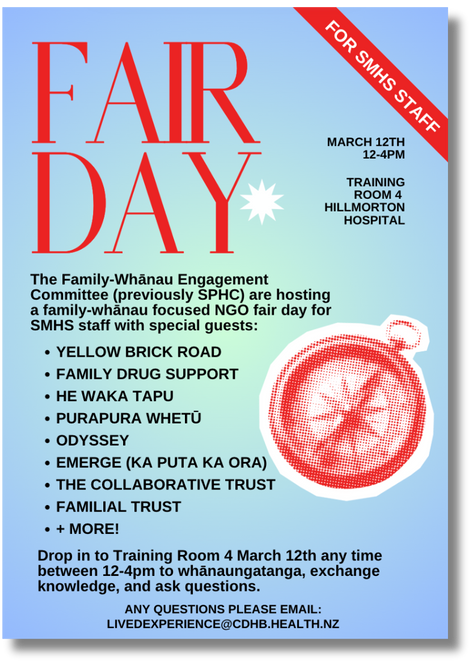 FOR SMHS STAFF
FAIR
DAY
MARCH 12TH
12-4PM
TRAINING
ROOM 4
HILLMORTON
HOSPITAL
The Family-Whānau Engagement
Committee (previously SPHC) are hosting
a family-whānau focused NGO fair day for
SMHS staff with special guests:
• YELLOW BRICK ROAD
• FAMILY DRUG SUPPORT
• HE WAKA TAPU
• PURAPURA WHETŪ
• ODYSSEY
• EMERGE (KA PUTA KA ORA)
• THE COLLABORATIVE TRUST
• FAMILIAL TRUST
• + MORE!
Drop in to Training Room 4 March 12th any time
between 12-4pm to whānaungatanga, exchange
knowledge, and ask questions.
ANY QUESTIONS PLEASE EMAIL:
LIVEDEXPERIENCE@CDHB.HEALTH.NZ